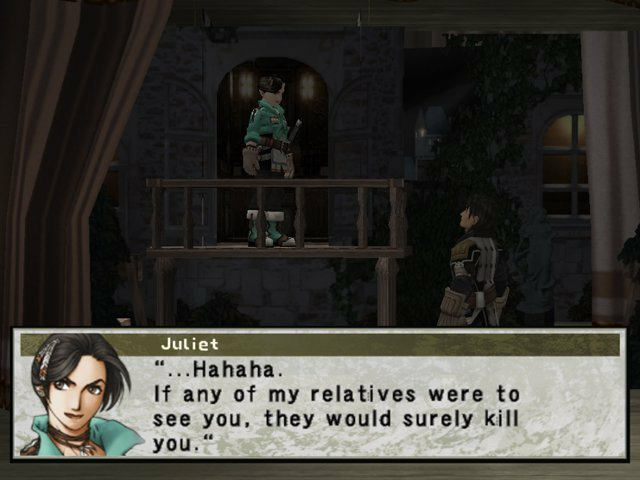 Juliet
“...Hahaha.
If any of my relatives were to
see you, they would surely kill
you.“